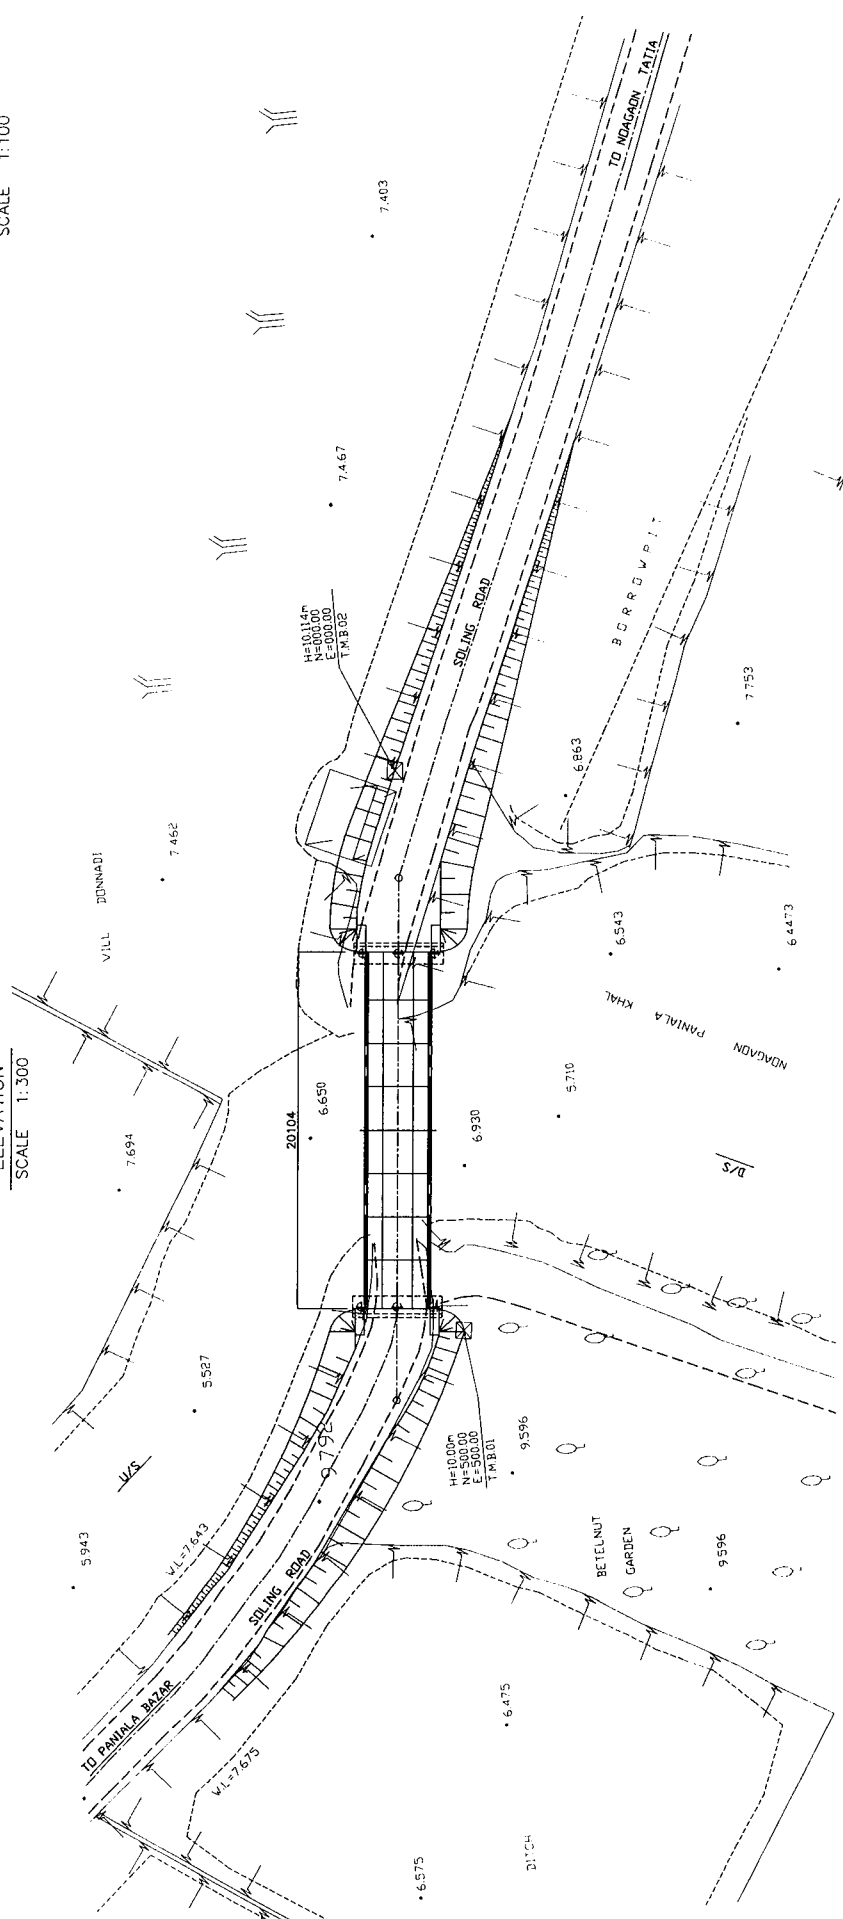 SCALE 1:100
TO NOAGAON TATIA
7.403
7.467
H=10.114m
N=000.00
E=000.00
T.M.B.02
SOLING ROAD
BORROWPIT
7.753
6.863
VILL DONNADI
7.462
6.543
6.4473
NOAGAON PANIALA KHAL
ELEVATION
SCALE 1:300
7.694
20104
6.650
6.930
5.710
D/S
5.527
U/S
5.943
W.L=7.643
9.792
H=10.00m
N=500.00
E=500.00
T.M.B.01
9.596
BETELNUT
GARDEN
9.596
SOLING ROAD
TO PANIALA BAZAR
W.L=7.675
6.475
6.575
DITCH